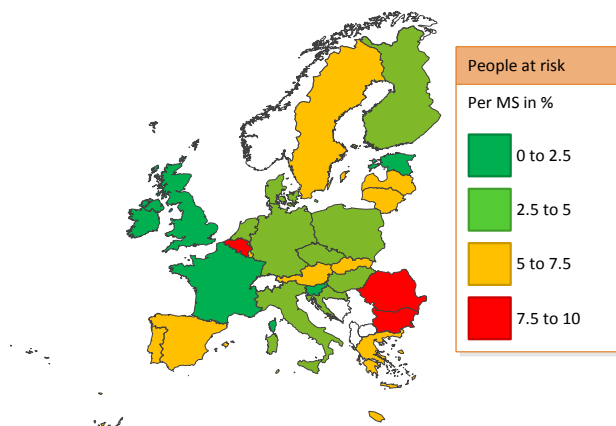 People at risk
Per MS in %
0 to 2.5
2.5 to 5
5 to 7.5
7.5 to 10